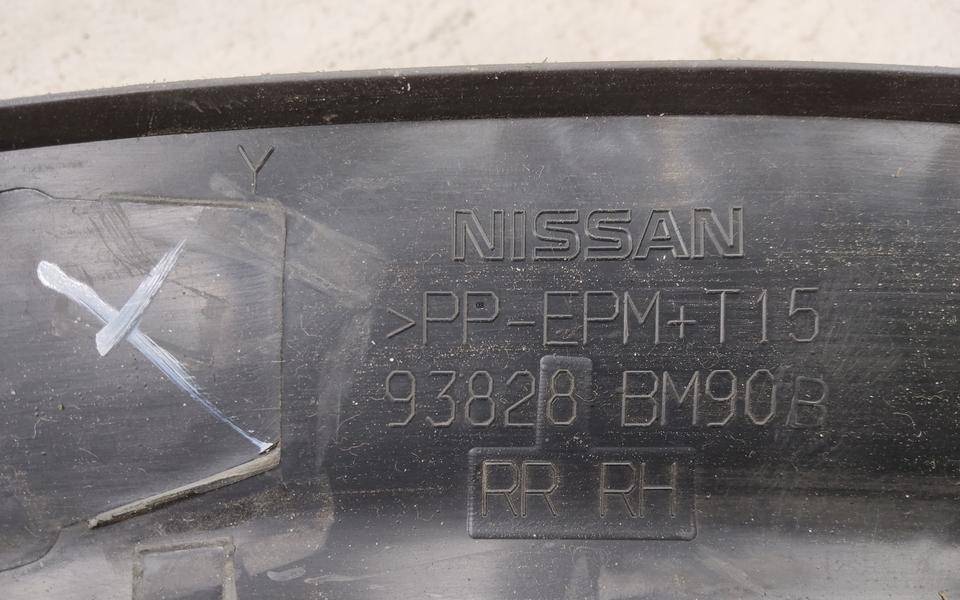 Y
NISSAN
>PP-EPM+T15
93828 BM90B
RR RH